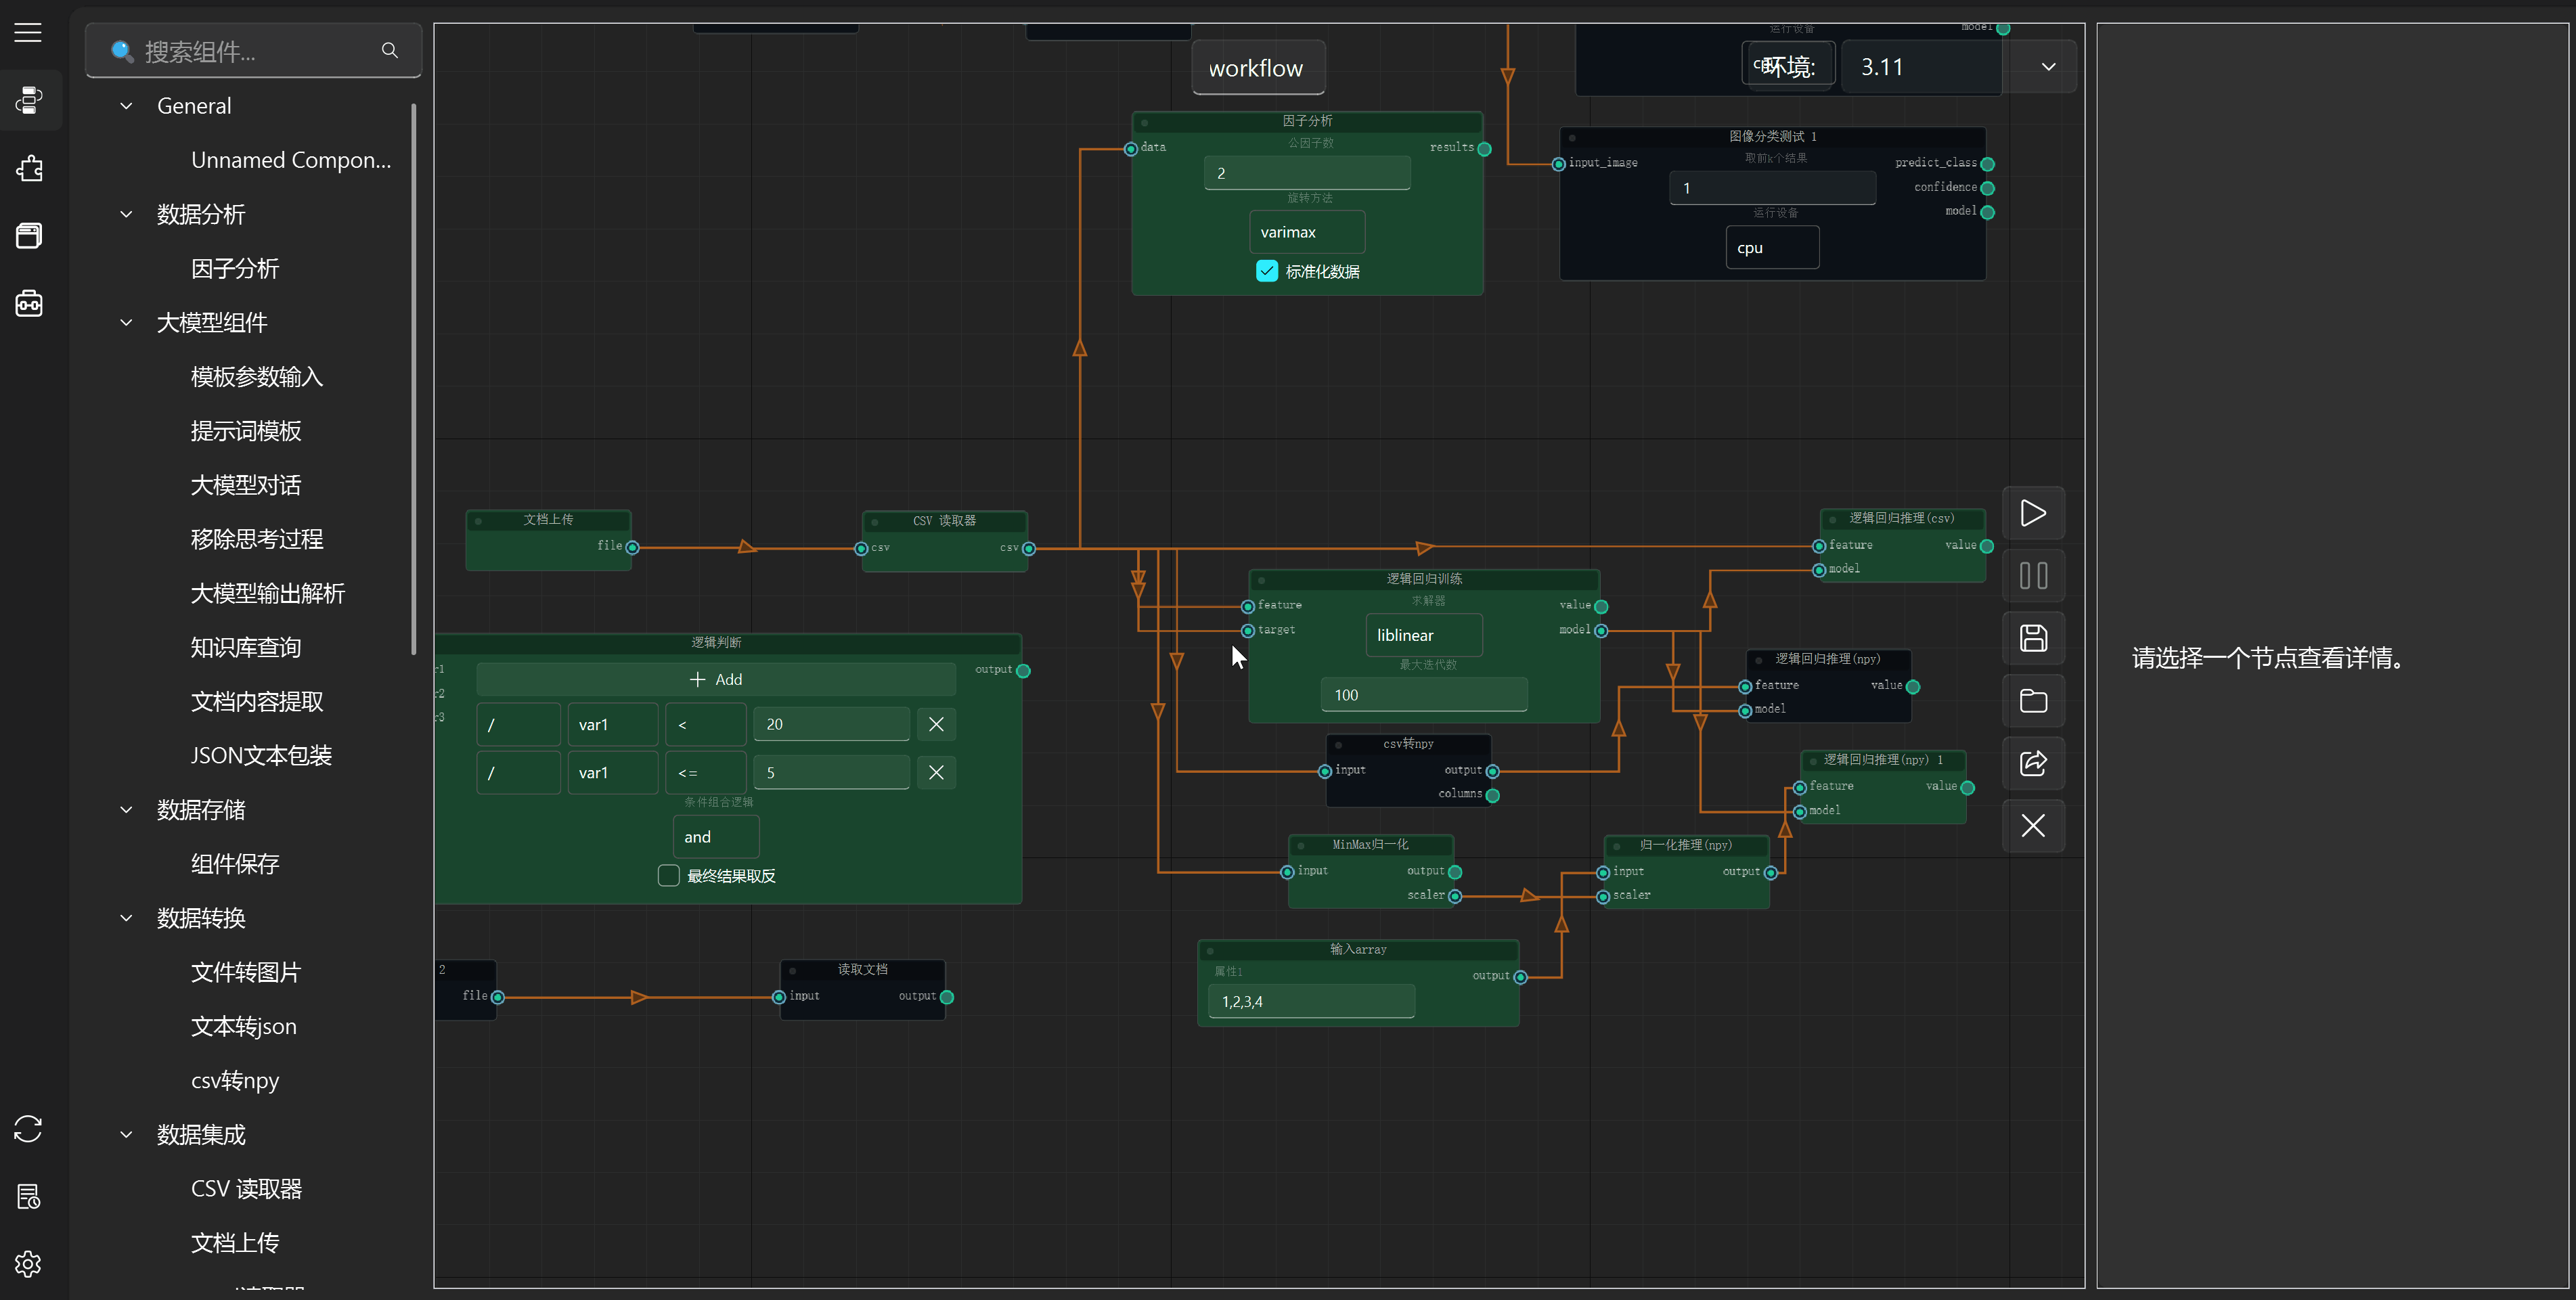 搜索组件...
General
Unnamed Compon...
数据分析
因子分析
大模型组件
模板参数输入
提示词模板
大模型对话
移除思考过程
大模型输出解析
知识库查询
文档内容提取
JSON文本包装
数据存储
组件保存
数据转换
文件转图片
文本转json
csv转npy
数据集成
CSV 读取器
文档上传
workflow
运行设备
model
环境:
3.11
因子分析
data
公因子数
results
2
旋转方法
varimax
标准化数据
图像分类测试 1
input_image
取前k个结果
predict_class
1
confidence
运行设备
model
cpu
文档上传
file
CSV 读取器
csv
csv
逻辑回归推理(csv)
feature
value
model
逻辑回归训练
feature
求解器
value
target
liblinear
model
最大迭代数
100
逻辑判断
r1
output
Add
r2
r3
/
var1
<
20
/
var1
<=
5
条件组合逻辑
and
最终结果取反
逻辑回归推理(npy)
feature
value
model
csv转npy
input
output
columns
逻辑回归推理(npy) 1
feature
value
model
MinMax归一化
input
output
scaler
归一化推理(npy)
input
output
scaler
输入array
属性1
output
1,2,3,4
2
file
读取文档
input
output
请选择一个节点查看详情。